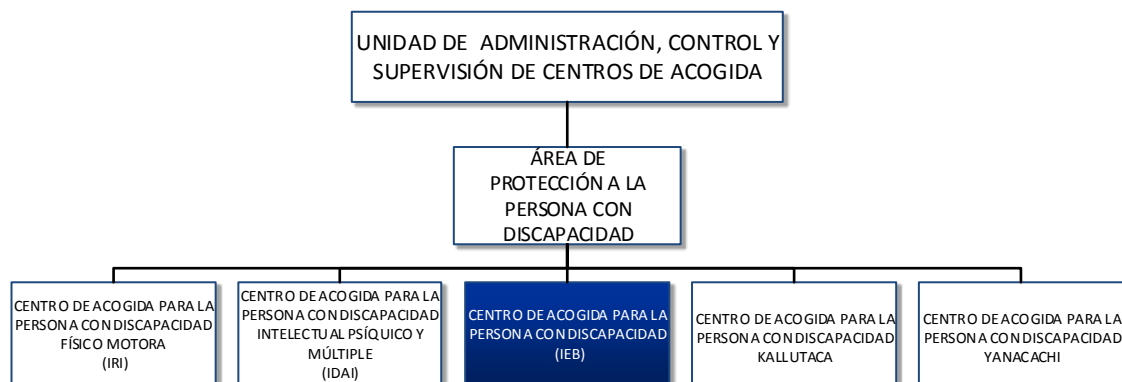 UNIDAD DE ADMINISTRACIÓN, CONTROL Y
SUPERVISIÓN DE CENTROS DE ACOGIDA
ÁREA DE
PROTECCIÓN A LA
PERSONA CON
DISCAPACIDAD
CENTRO DE ACOGIDA PARA LA
PERSONA CON DISCAPACIDAD
FÍSICO MOTORA
(IRI)
CENTRO DE ACOGIDA PARA LA
PERSONA CON DISCAPACIDAD
INTELECTUAL PSÍQUICO Y
MÚLTIPLE
(IDAI)
CENTRO DE ACOGIDA PARA LA
PERSONA CON DISCAPACIDAD
(IEB)
CENTRO DE ACOGIDA PARA LA
PERSONA CON DISCAPACIDAD
KALLUTACA
CENTRO DE ACOGIDA PARA LA
PERSONA CON DISCAPACIDAD
YANACACHI